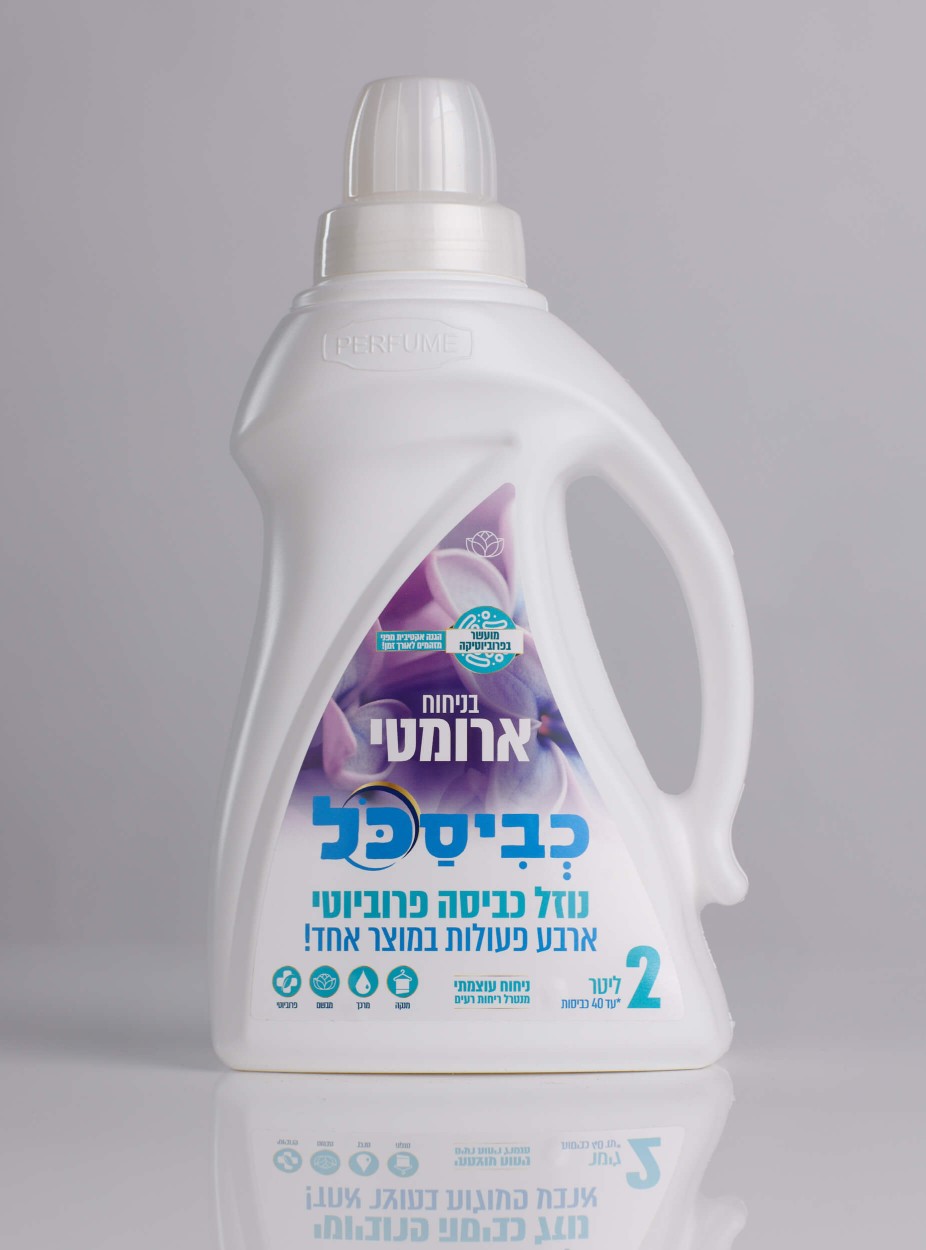 PERFUME
מועשר
בפרוביוטיקה
הגנה אקטיבית מפני
מזהמים לאורך זמן!
בניחוח
ארומטי
כְּבִיסַכֹּל
נוזל כביסה פרוביוטי
ארבע פעולות במוצר אחד!
2
ליטר
*עד 40 כביסות
ניחוח עוצמתי
מנטרל ריחות רעים
מנקה
מרכך
מבשם
פרוביוטי